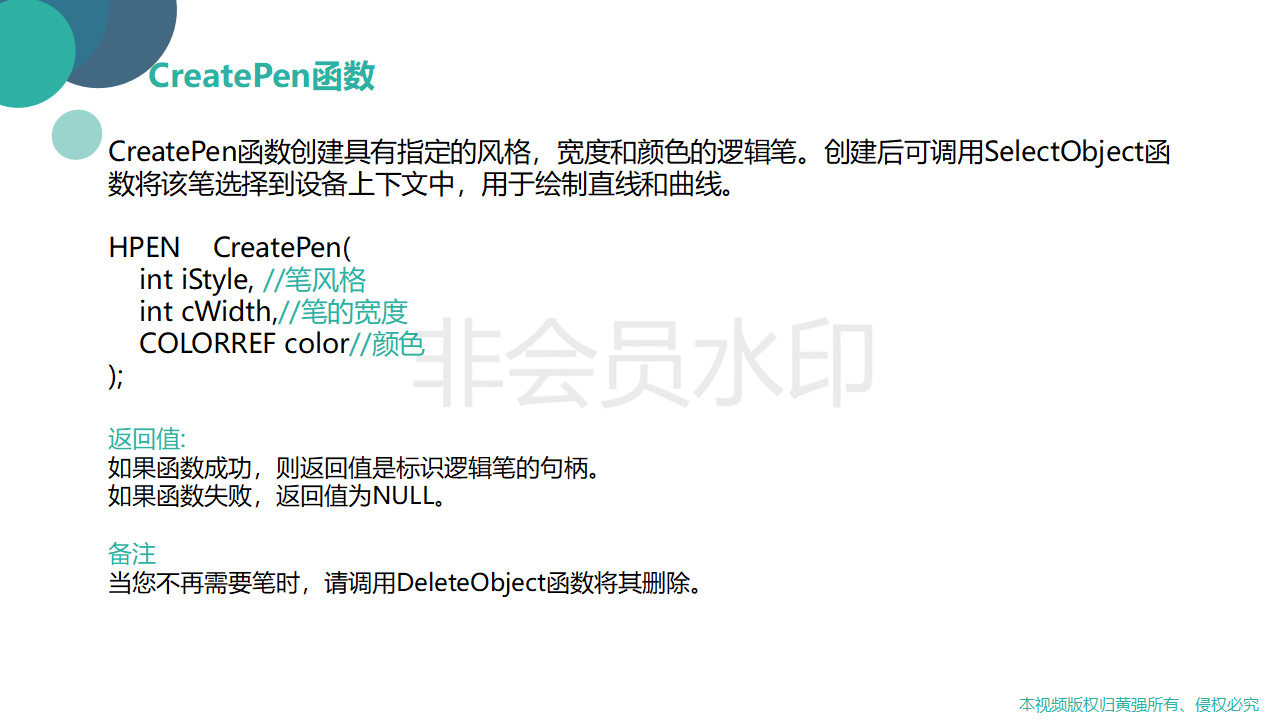 CreatePen函数
CreatePen函数创建具有指定的风格，宽度和颜色的逻辑笔。创建后可调用SelectObject函
数将该笔选择到设备上下文中，用于绘制直线和曲线。
HPEN    CreatePen(
    int iStyle, //笔风格
    int cWidth,//笔的宽度
    COLORREF color//颜色
);
非会员水印
返回值:
如果函数成功，则返回值是标识逻辑笔的句柄。
如果函数失败，返回值为NULL。
备注
当您不再需要笔时，请调用DeleteObject函数将其删除。
本视频版权归黄强所有、侵权必究